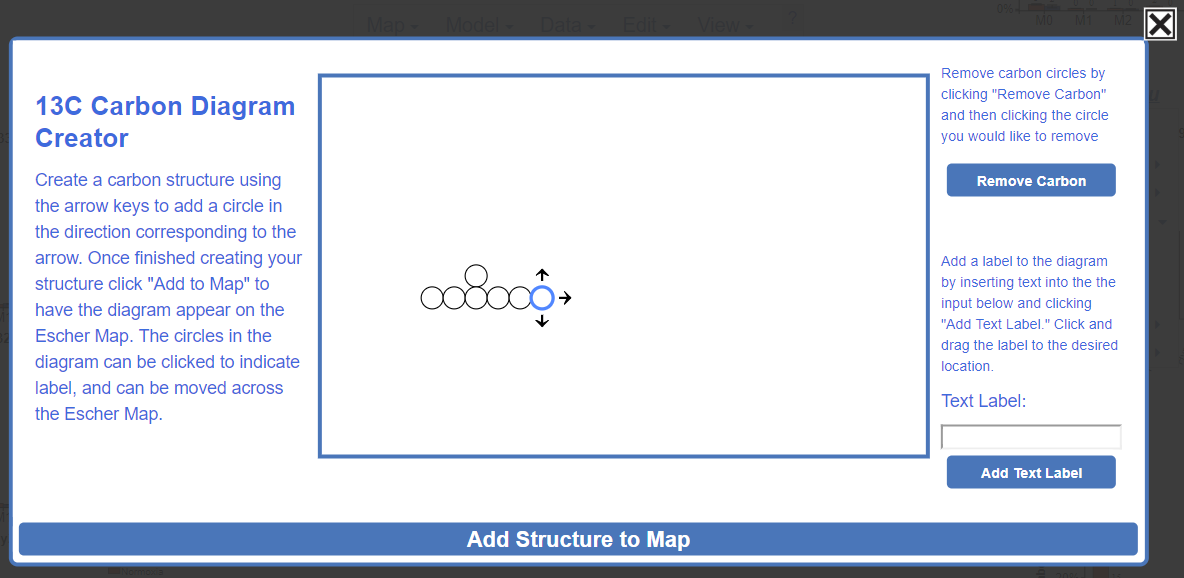 Map
Model
Data
Edit
View
?
0%
M0
M1
M2
13C Carbon Diagram
Creator
Create a carbon structure using
the arrow keys to add a circle in
the direction corresponding to the
arrow. Once finished creating your
structure click "Add to Map" to
have the diagram appear on the
Escher Map. The circles in the
diagram can be clicked to indicate
label, and can be moved across
the Escher Map.
Remove carbon circles by
clicking "Remove Carbon"
and then clicking the circle
you would like to remove
Remove Carbon
Add a label to the diagram
by inserting text into the the
input below and clicking
"Add Text Label." Click and
drag the label to the desired
location.
Text Label:
Add Text Label
Add Structure to Map